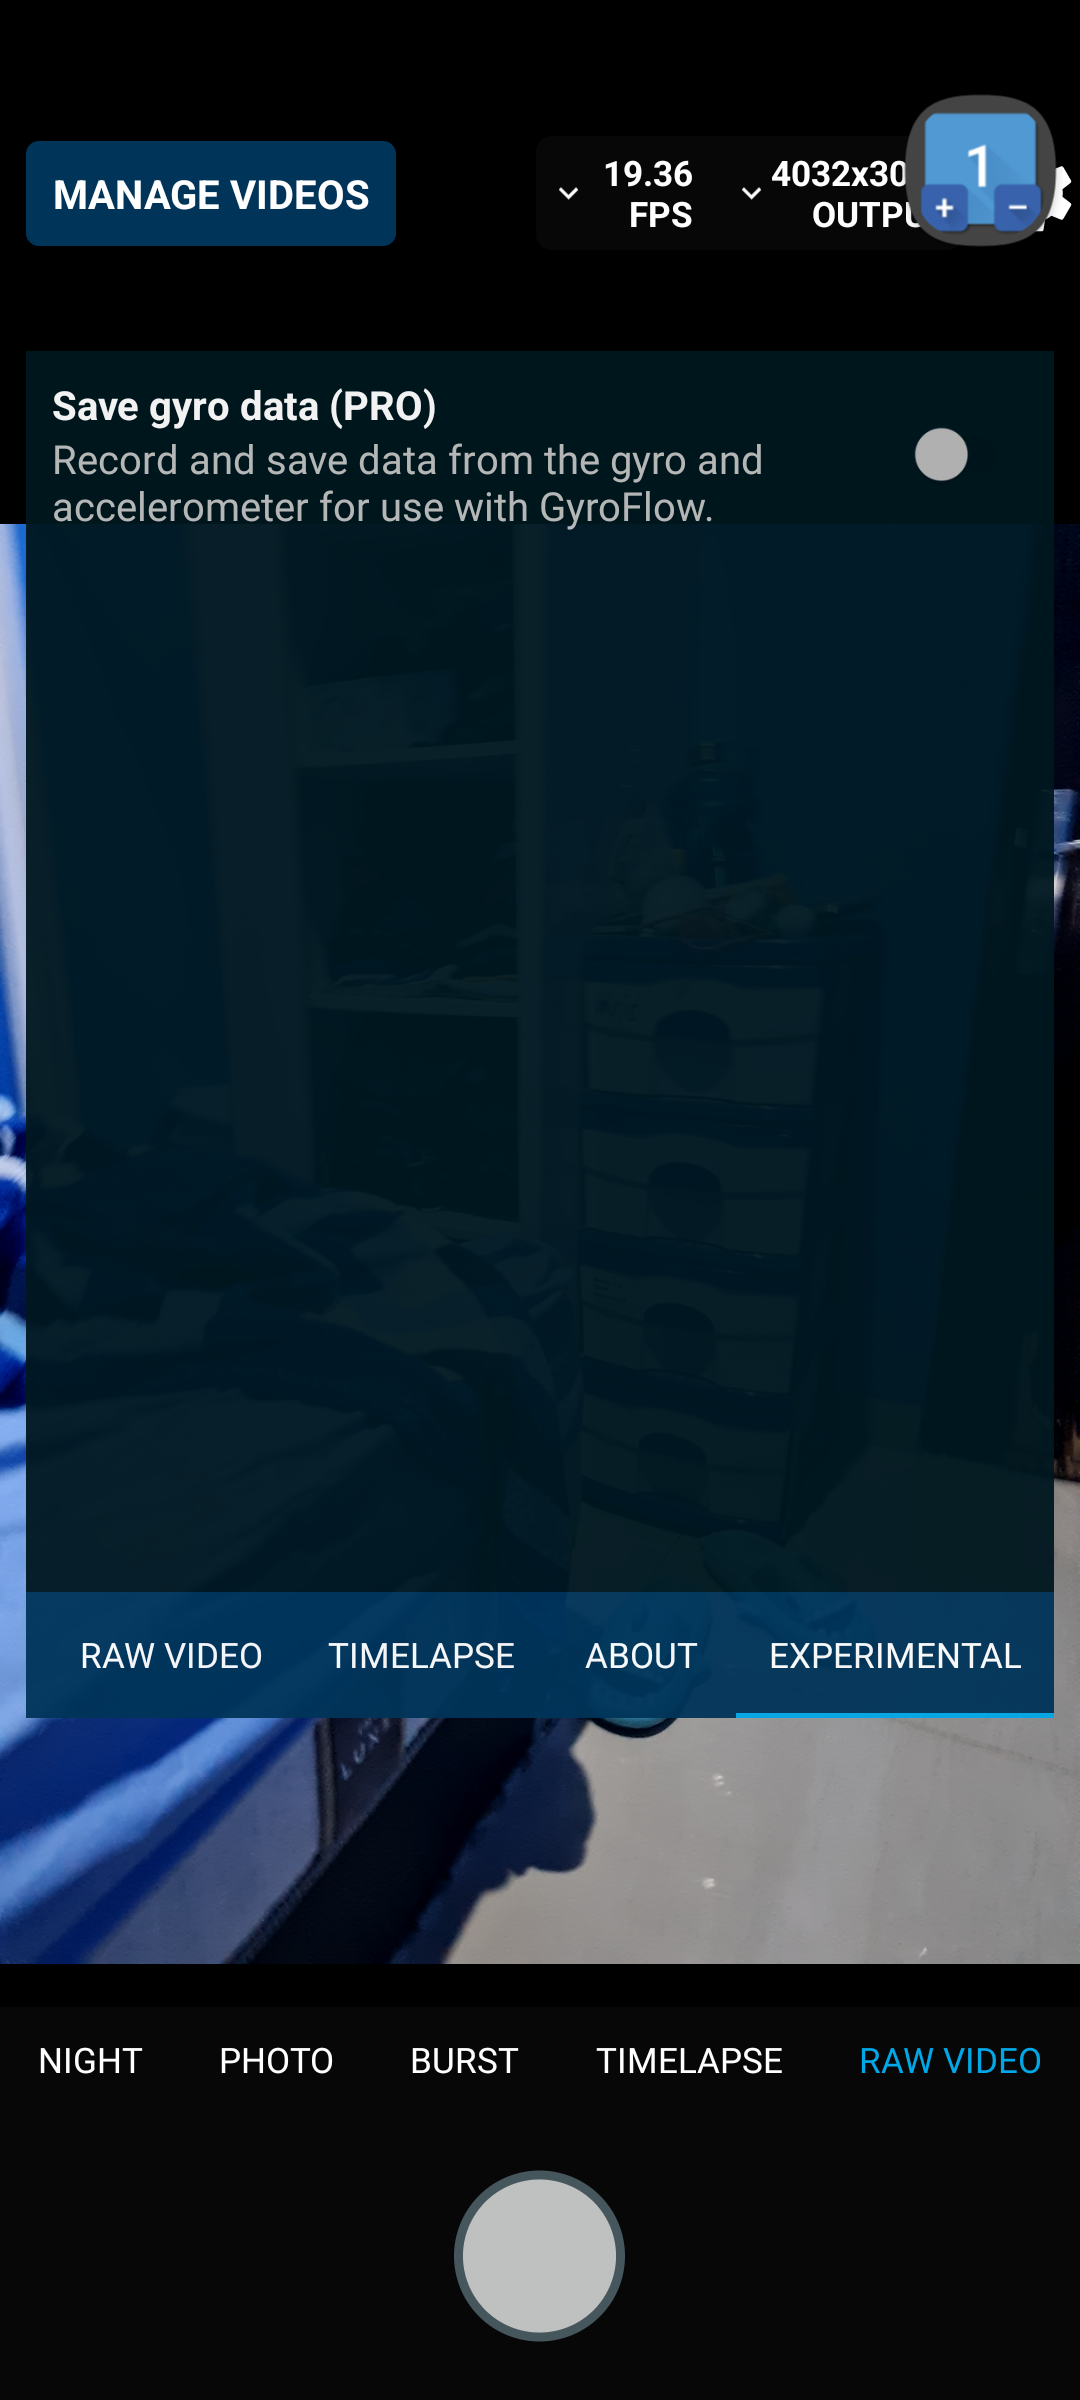 MANAGE VIDEOS
19.36
FPS
4032x30
OUTPU
1
+ −
Save gyro data (PRO)
Record and save data from the gyro and
accelerometer for use with GyroFlow.
RAW VIDEO TIMELAPSE ABOUT EXPERIMENTAL
LUX
NIGHT PHOTO BURST TIMELAPSE RAW VIDEO